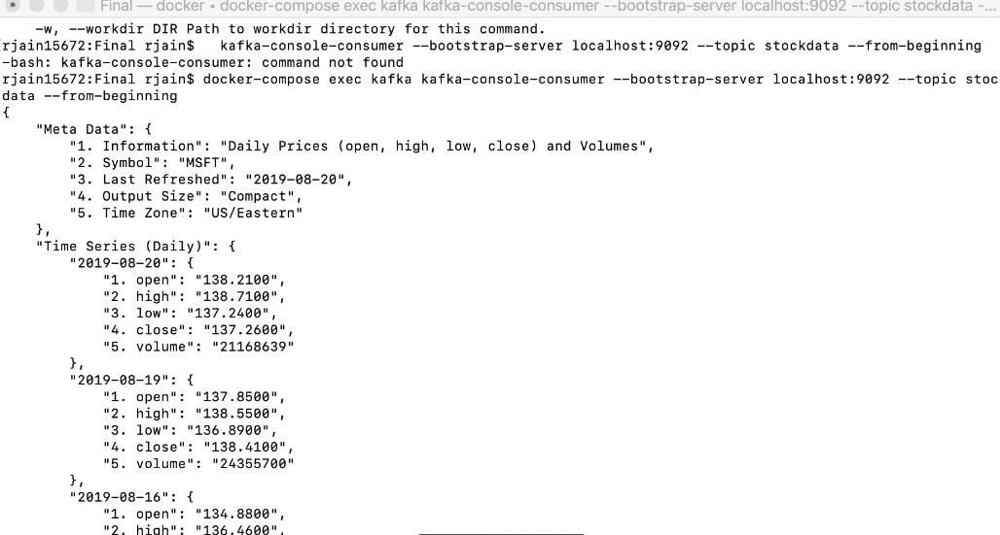 Final — docker ◂ docker-compose exec kafka kafka-console-consumer --bootstrap-server localhost:9092 --topic stockdata -...
    -w, --workdir DIR Path to workdir directory for this command.
[rjain15672:Final rjain$   kafka-console-consumer --bootstrap-server localhost:9092 --topic stockdata --from-beginning
-bash: kafka-console-consumer: command not found
rjain15672:Final rjain$ docker-compose exec kafka kafka-console-consumer --bootstrap-server localhost:9092 --topic stoc
data --from-beginning
{
    "Meta Data": {
        "1. Information": "Daily Prices (open, high, low, close) and Volumes",
        "2. Symbol": "MSFT",
        "3. Last Refreshed": "2019-08-20",
        "4. Output Size": "Compact",
        "5. Time Zone": "US/Eastern"
    },
    "Time Series (Daily)": {
        "2019-08-20": {
            "1. open": "138.2100",
            "2. high": "138.7100",
            "3. low": "137.2400",
            "4. close": "137.2600",
            "5. volume": "21168639"
        },
        "2019-08-19": {
            "1. open": "137.8500",
            "2. high": "138.5500",
            "3. low": "136.8900",
            "4. close": "138.4100",
            "5. volume": "24355700"
        },
        "2019-08-16": {
            "1. open": "134.8800",
            "2. high": "136.4600",